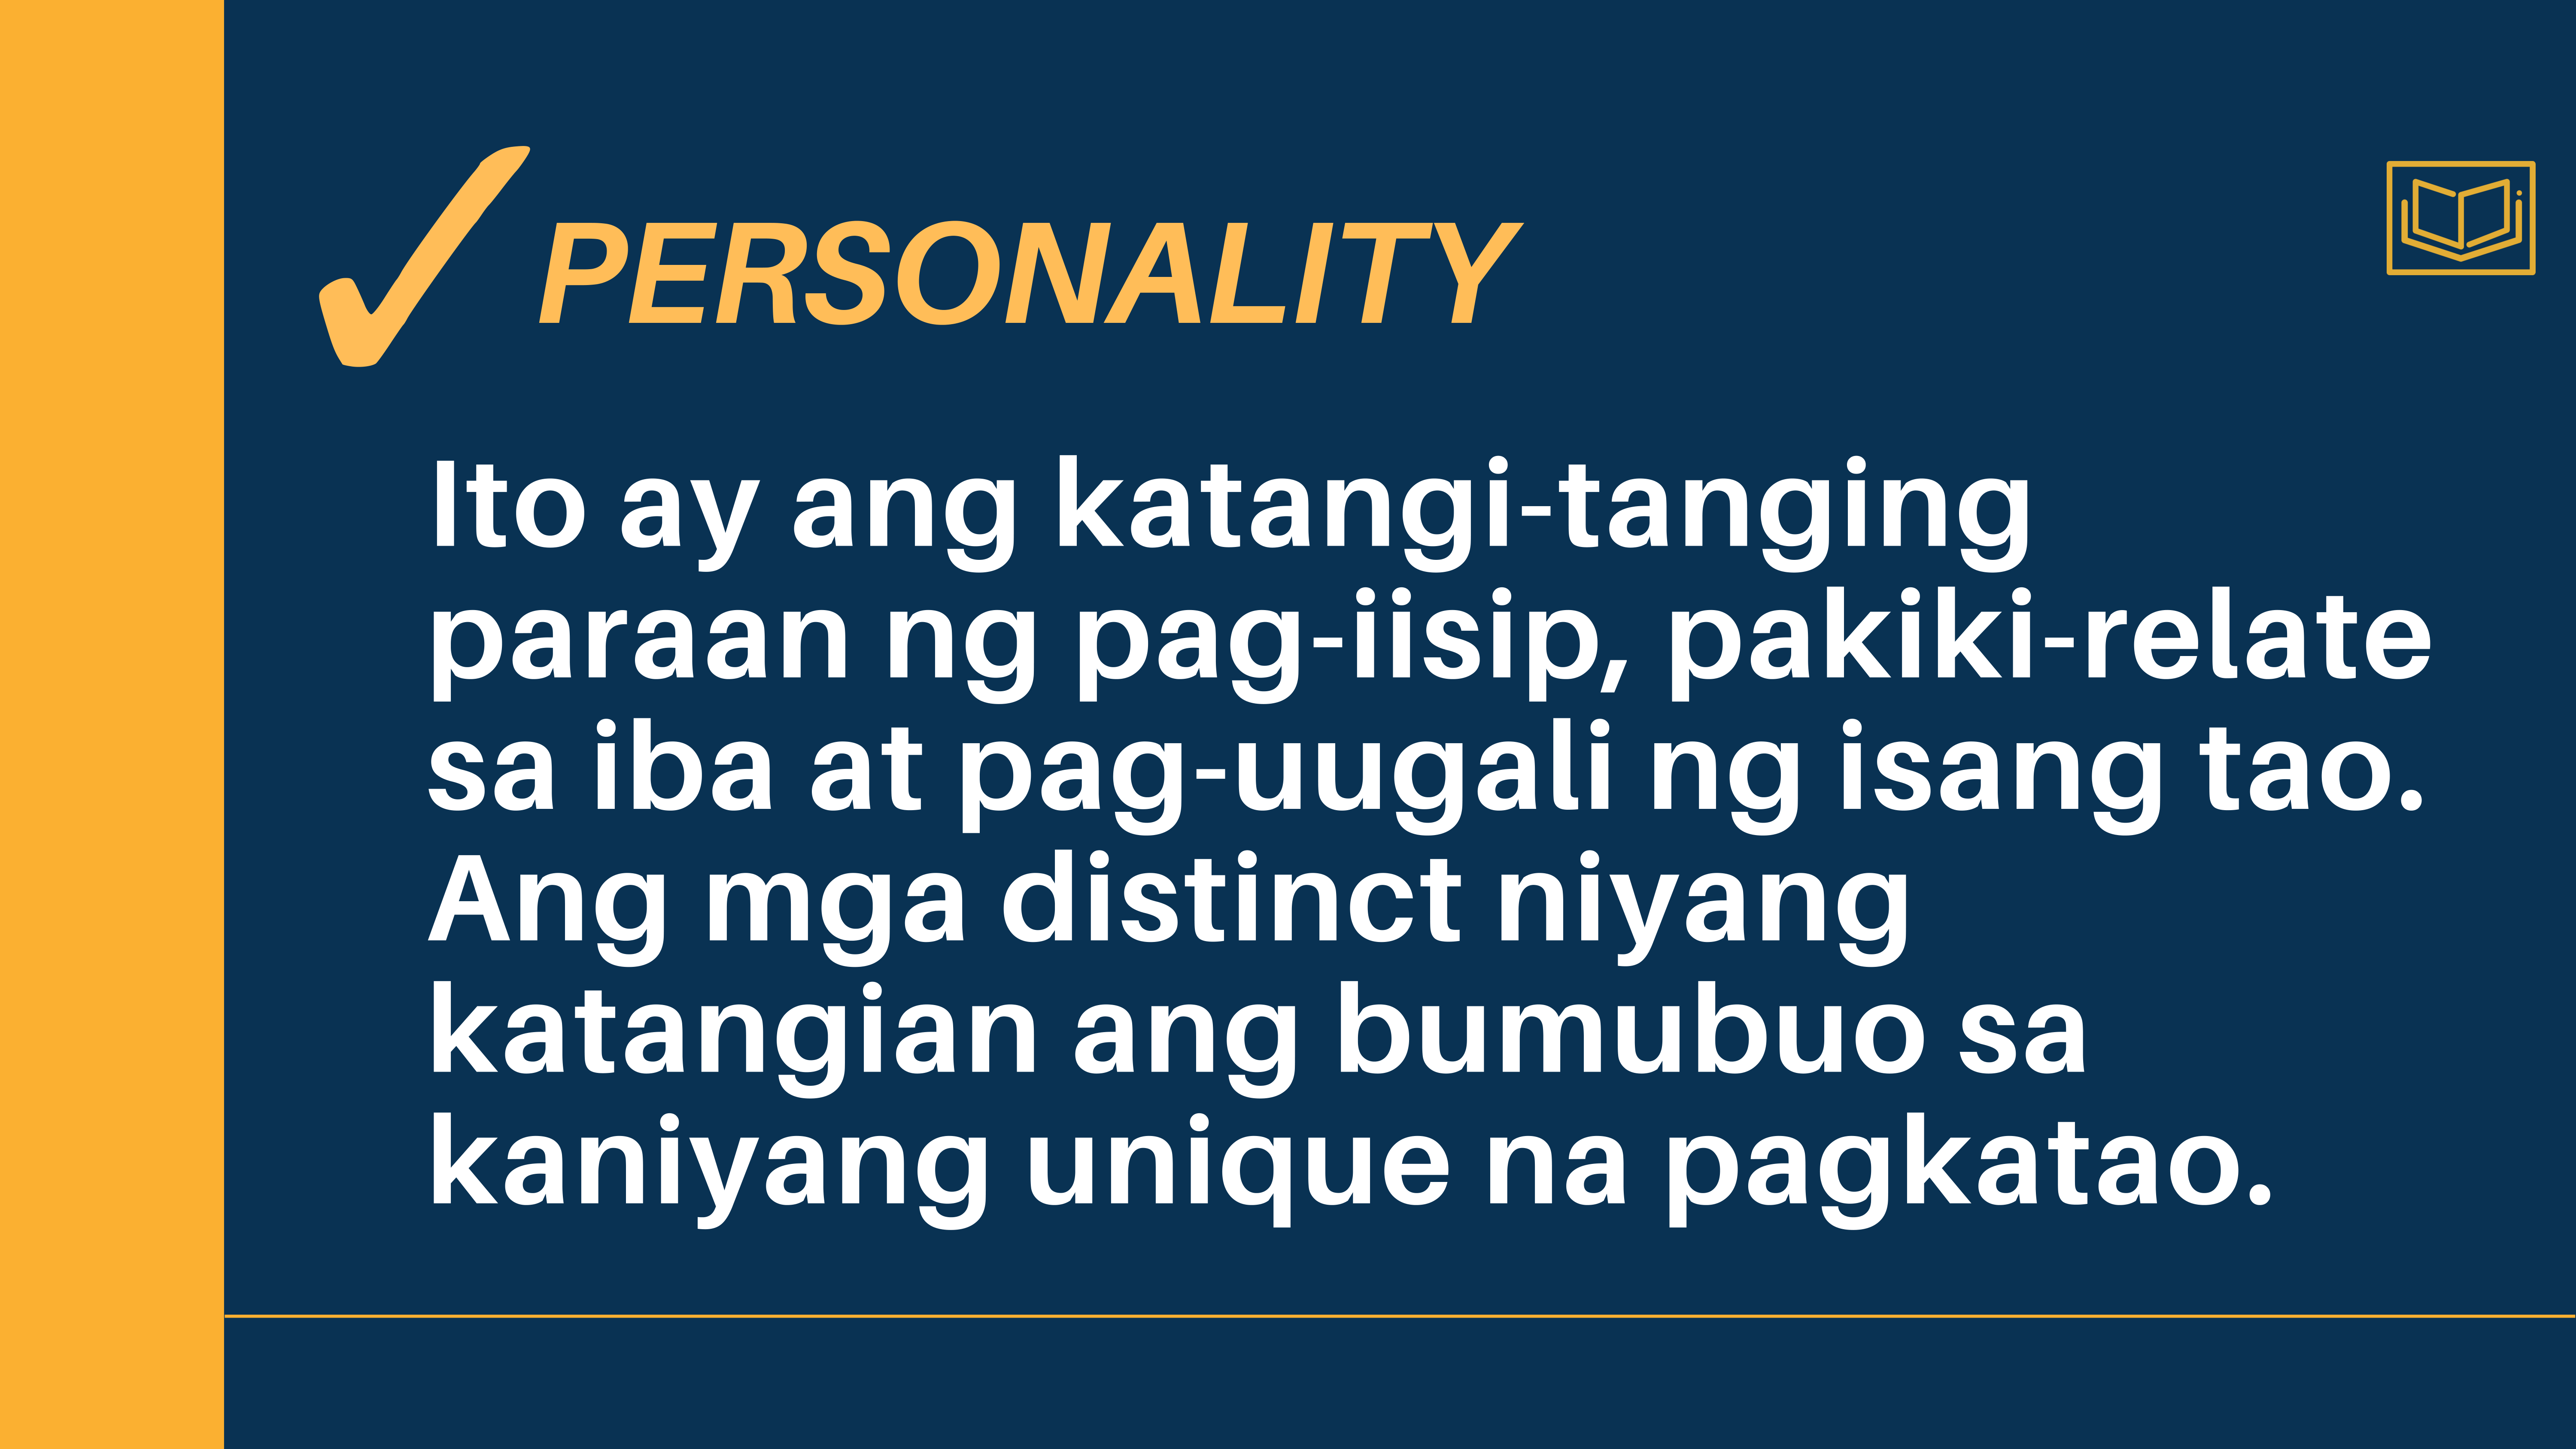 PERSONALITY
Ito ay ang katangi-tanging
paraan ng pag-iisip, pakiki-relate
sa iba at pag-uugali ng isang tao.
Ang mga distinct niyang
katangian ang bumubuo sa
kaniyang unique na pagkatao.